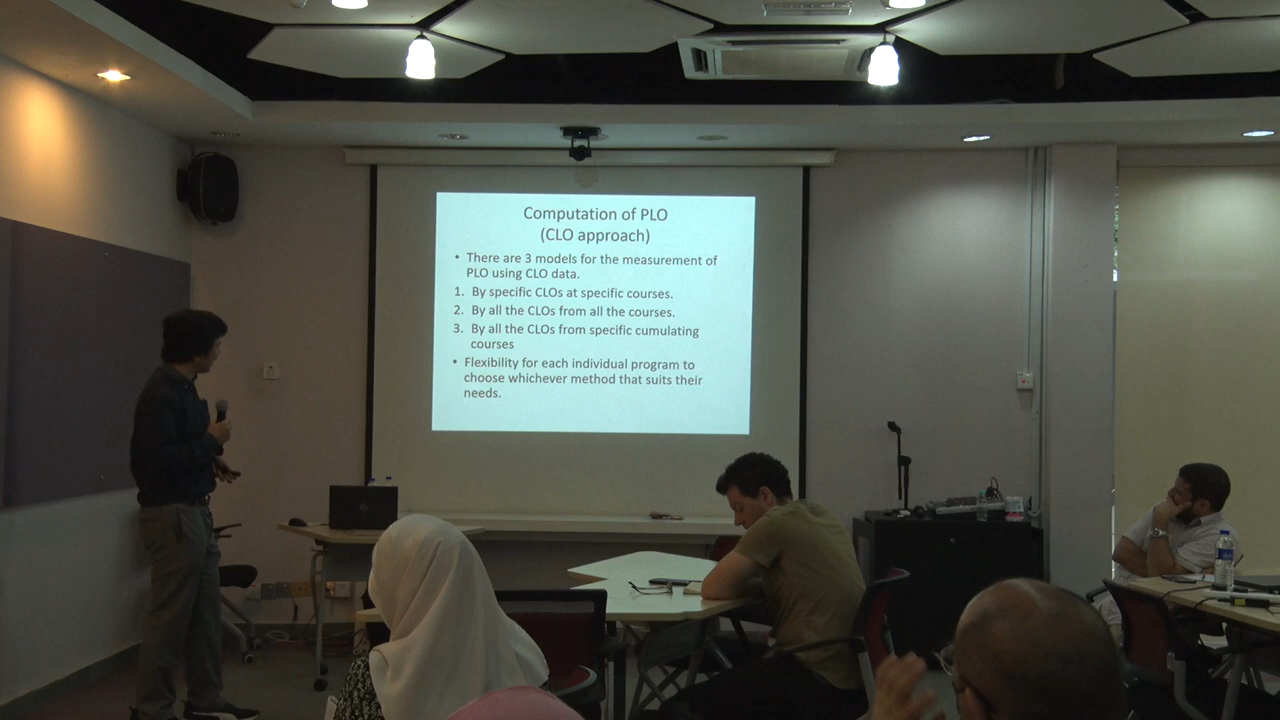 Computation of PLO
(CLO approach)
• There are 3 models for the measurement of
PLO using CLO data.
1. By specific CLOs at specific courses.
2. By all the CLOs from all the courses.
3. By all the CLOs from specific cumulating
courses
• Flexibility for each individual program to
choose whichever method that suits their
needs.